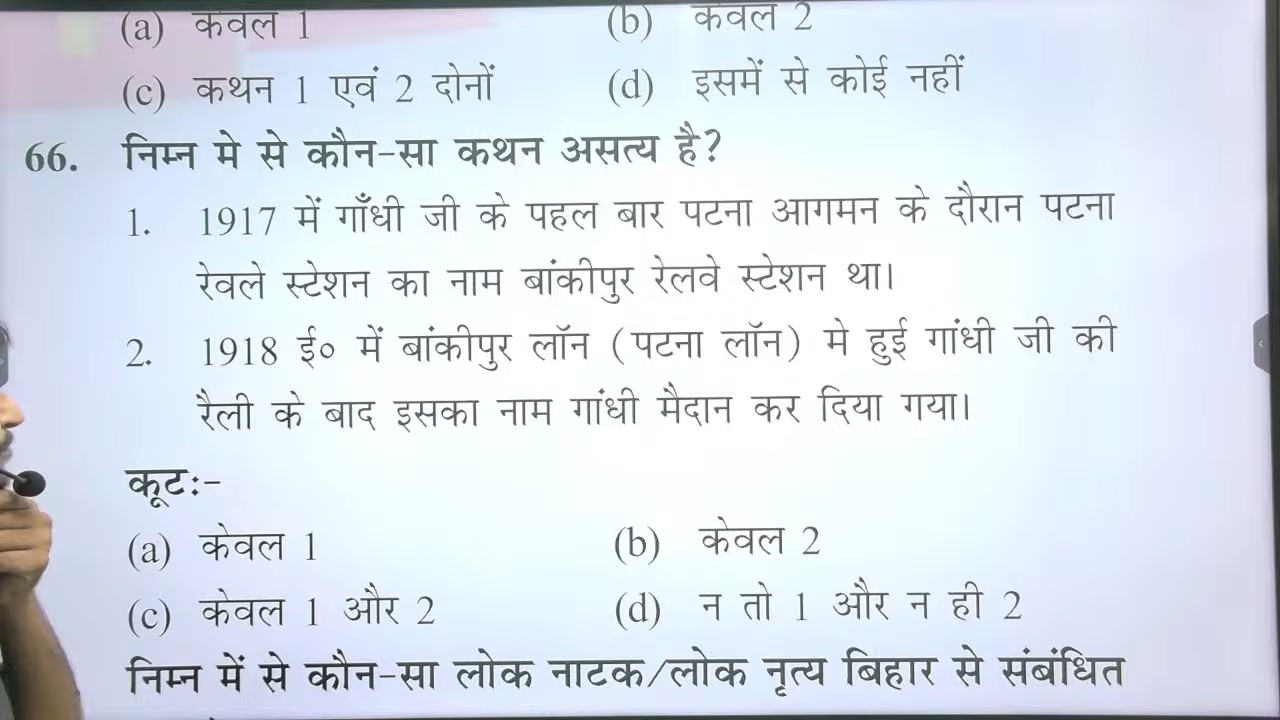 (a) केवल 1 (b) केवल 2
(c) कथन 1 एवं 2 दोनों (d) इसमें से कोई नहीं
66. निम्न मे से कौन-सा कथन असत्य है?
1. 1917 में गाँधी जी के पहल बार पटना आगमन के दौरान पटना
रेवले स्टेशन का नाम बांकीपुर रेलवे स्टेशन था।
2. 1918 ई० में बांकीपुर लॉन (पटना लॉन) मे हुई गांधी जी की
रैली के बाद इसका नाम गांधी मैदान कर दिया गया।
कूटः-
(a) केवल 1 (b) केवल 2
(c) केवल 1 और 2 (d) न तो 1 और न ही 2
निम्न में से कौन-सा लोक नाटक/लोक नृत्य बिहार से संबंधित